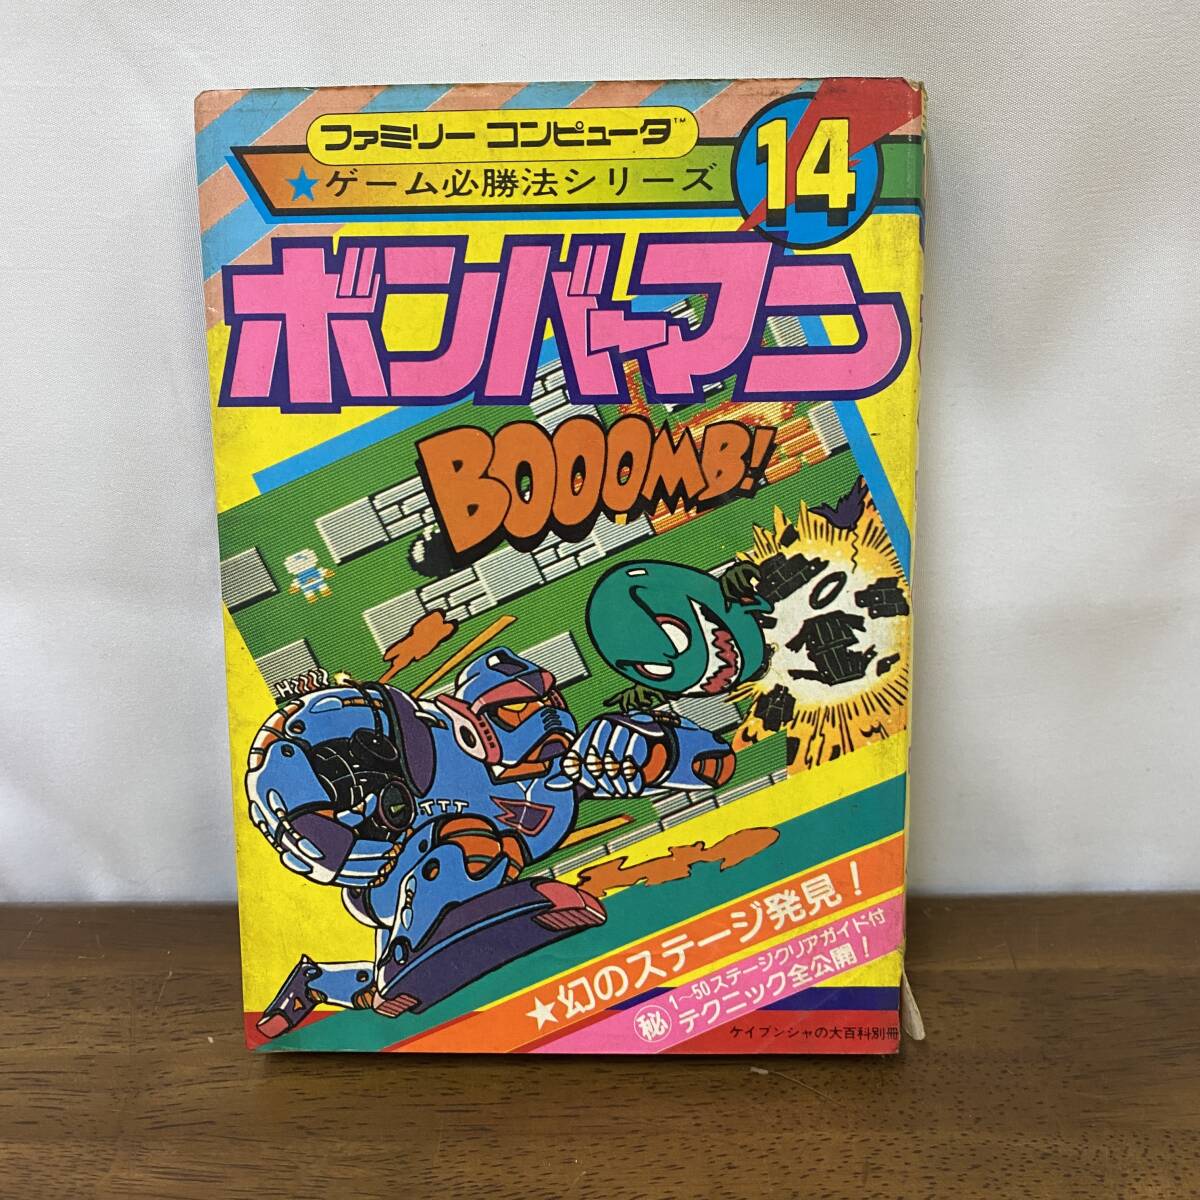 ファミリー コンピュータ™
★ゲーム必勝法シリーズ
14
ボンバーマン
BOOOMB!
TTT
★幻のステージ発見！
㊙ 1〜50ステージクリアガイド付
テクニック全公開！
ケイブンシャの大百科別冊